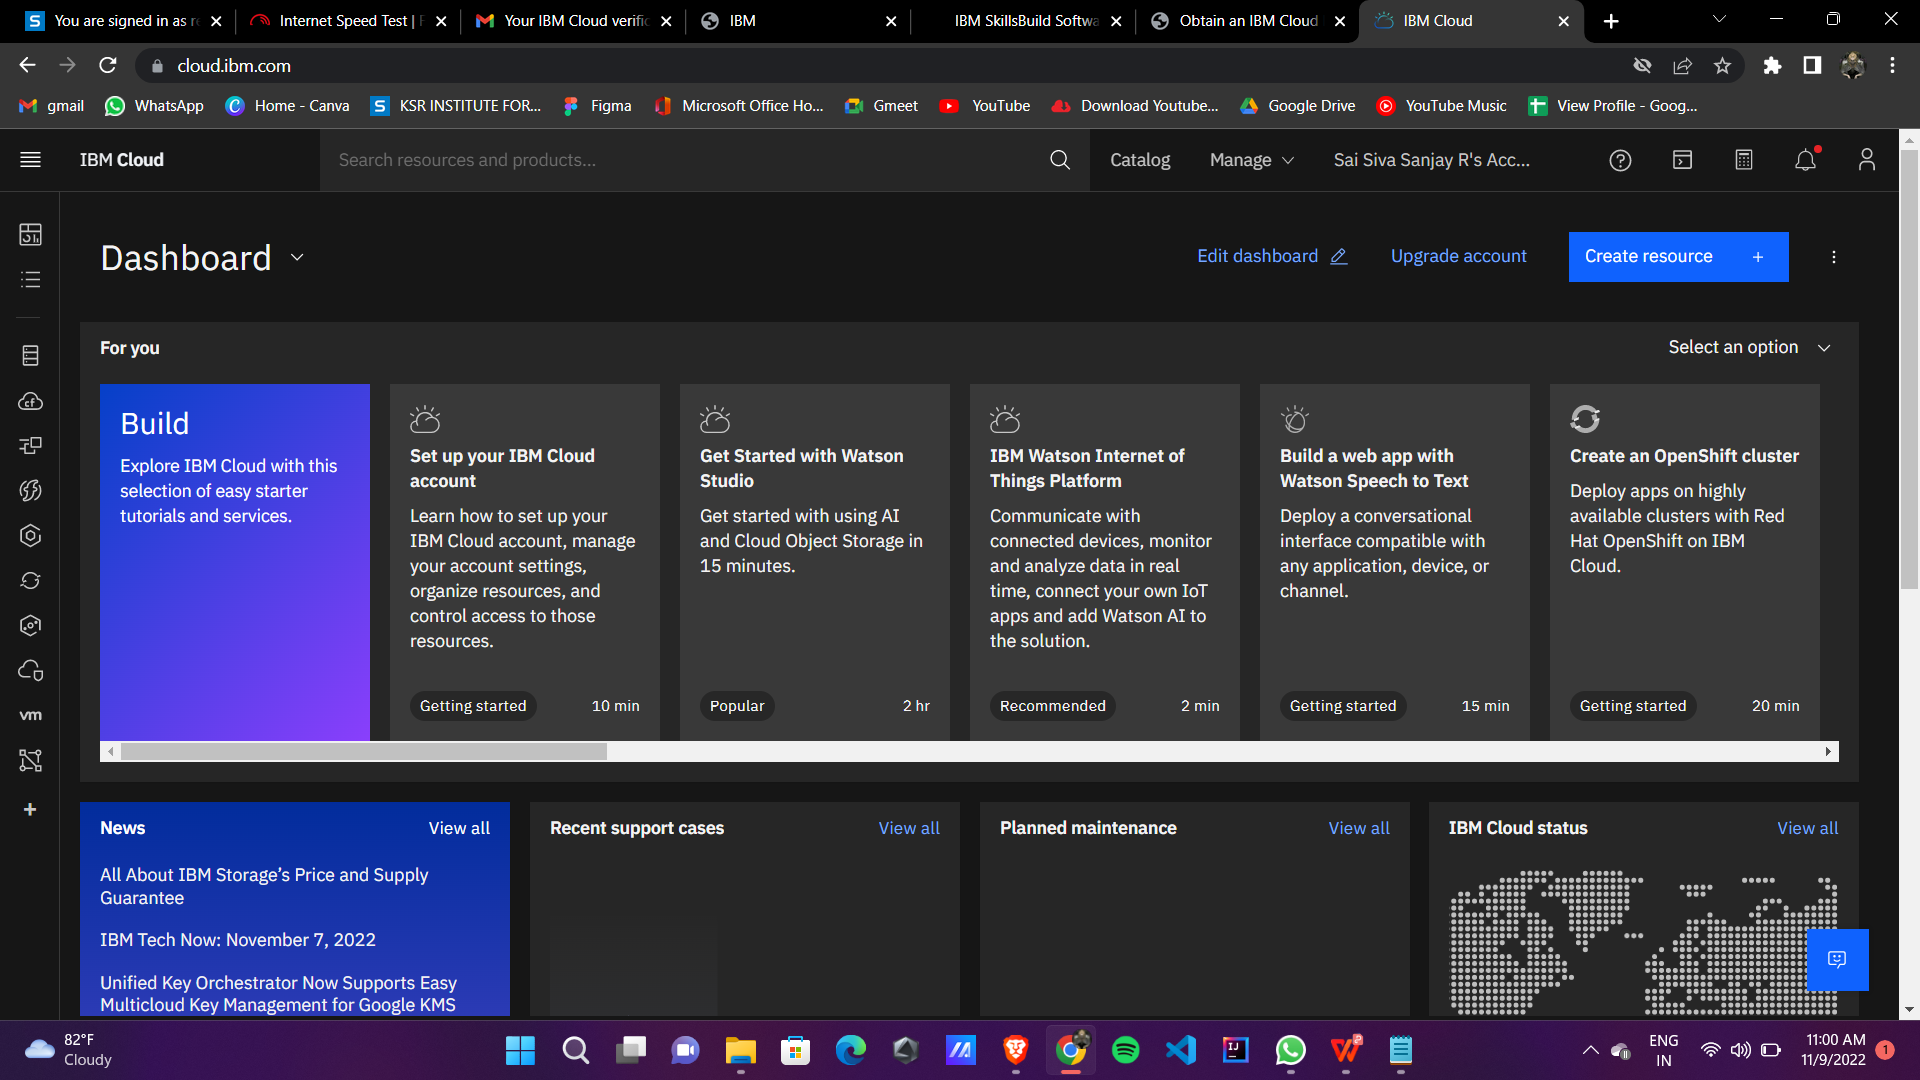 You are signed in as re
Internet Speed Test | F
Your IBM Cloud verific
IBM
IBM SkillsBuild Softwa
Obtain an IBM Cloud
IBM Cloud
cloud.ibm.com
gmail
WhatsApp
Home - Canva
KSR INSTITUTE FOR...
Figma
Microsoft Office Ho...
Gmeet
YouTube
Download Youtube...
Google Drive
YouTube Music
View Profile - Goog...
IBM Cloud
Search resources and products...
Catalog
Manage
Sai Siva Sanjay R's Acc...
Dashboard
Edit dashboard
Upgrade account
Create resource +
For you
Select an option
Build
Explore IBM Cloud with this
selection of easy starter
tutorials and services.
Set up your IBM Cloud
account
Learn how to set up your
IBM Cloud account, manage
your account settings,
organize resources, and
control access to those
resources.
Getting started
10 min
Get Started with Watson
Studio
Get started with using AI
and Cloud Object Storage in
15 minutes.
Popular
2 hr
IBM Watson Internet of
Things Platform
Communicate with
connected devices, monitor
and analyze data in real
time, connect your own IoT
apps and add Watson AI to
the solution.
Recommended
2 min
Build a web app with
Watson Speech to Text
Deploy a conversational
interface compatible with
any application, device, or
channel.
Getting started
15 min
Create an OpenShift cluster
Deploy apps on highly
available clusters with Red
Hat OpenShift on IBM
Cloud.
Getting started
20 min
cf
vm
News
View all
All About IBM Storage’s Price and Supply
Guarantee
IBM Tech Now: November 7, 2022
Unified Key Orchestrator Now Supports Easy
Multicloud Key Management for Google KMS
Recent support cases
View all
Planned maintenance
View all
IBM Cloud status
View all
82°F
Cloudy
ENG
IN
11:00 AM
11/9/2022
1